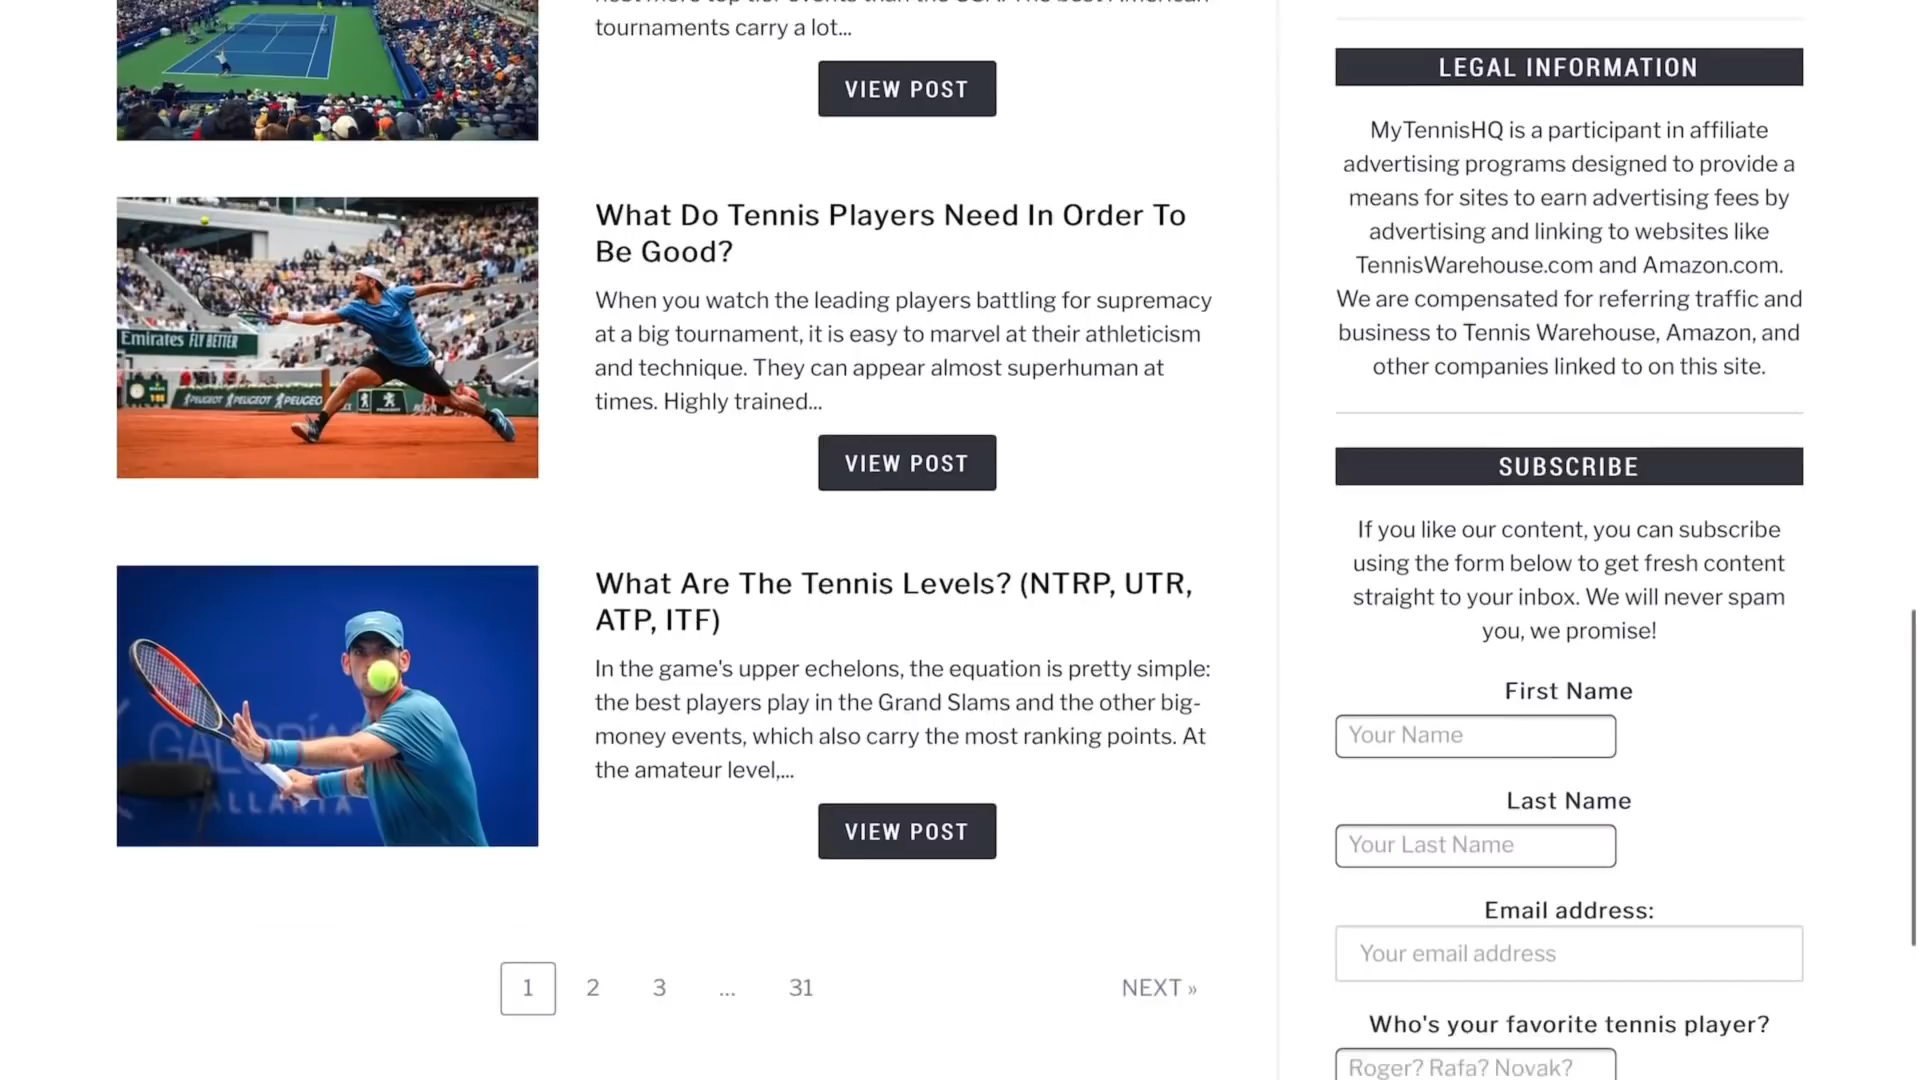 tournaments carry a lot...
VIEW POST
Emirates FLY BETTER
PEUGEOT PEUGEOT PEUGEO
What Do Tennis Players Need In Order To
Be Good?
When you watch the leading players battling for supremacy
at a big tournament, it is easy to marvel at their athleticism
and technique. They can appear almost superhuman at
times. Highly trained...
VIEW POST
What Are The Tennis Levels? (NTRP, UTR,
ATP, ITF)
In the game's upper echelons, the equation is pretty simple:
the best players play in the Grand Slams and the other big-
money events, which also carry the most ranking points. At
the amateur level,...
VIEW POST
1 2 3 ... 31 NEXT »
LEGAL INFORMATION
MyTennisHQ is a participant in affiliate
advertising programs designed to provide a
means for sites to earn advertising fees by
advertising and linking to websites like
TennisWarehouse.com and Amazon.com.
We are compensated for referring traffic and
business to Tennis Warehouse, Amazon, and
other companies linked to on this site.
SUBSCRIBE
If you like our content, you can subscribe
using the form below to get fresh content
straight to your inbox. We will never spam
you, we promise!
First Name
Your Name
Last Name
Your Last Name
Email address:
Your email address
Who's your favorite tennis player?
Roger? Rafa? Novak?